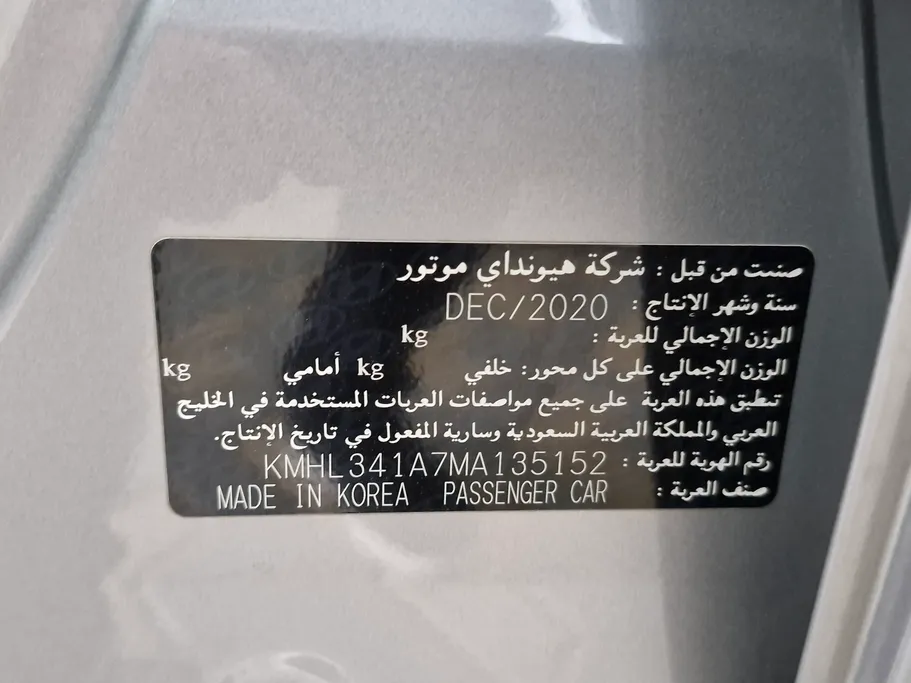 صنعت من قبل : شركة هيونداي موتور
سنة وشهر الإنتاج : DEC/2020
الوزن الإجمالي للعربة : kg
الوزن الإجمالي على كل محور: خلفي kg أمامي kg
تنطبق هذه العربة على جميع مواصفات العربات المستخدمة في الخليج
العربي والمملكة العربية السعودية وسارية المفعول في تاريخ الإنتاج.
رقم الهوية للعربة : KMHL341A7MA135152
صنف العربة : MADE IN KOREA PASSENGER CAR